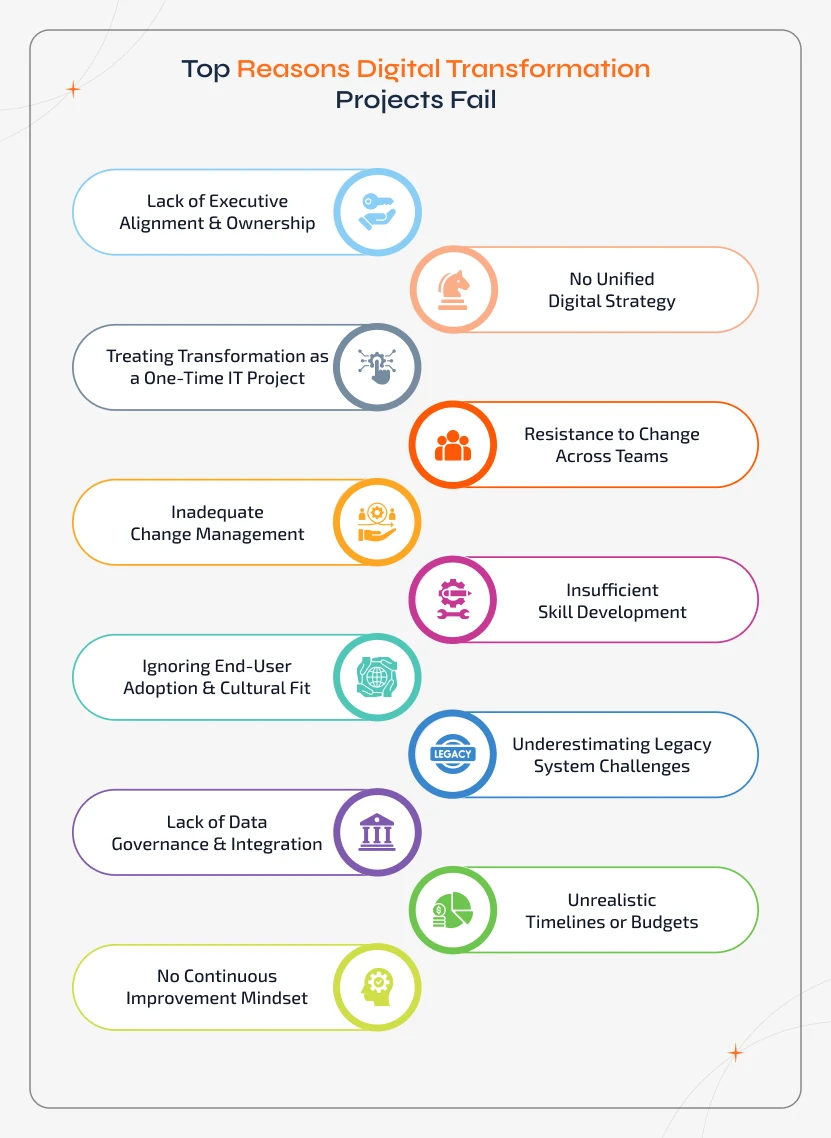 Top Reasons Digital Transformation
Projects Fail
Lack of Executive
Alignment & Ownership
No Unified
Digital Strategy
Treating Transformation as
a One-Time IT Project
Resistance to Change
Across Teams
Inadequate
Change Management
Insufficient
Skill Development
Ignoring End-User
Adoption & Cultural Fit
LEGACY
Underestimating Legacy
System Challenges
Lack of Data
Governance & Integration
Unrealistic
Timelines or Budgets
$
No Continuous
Improvement Mindset